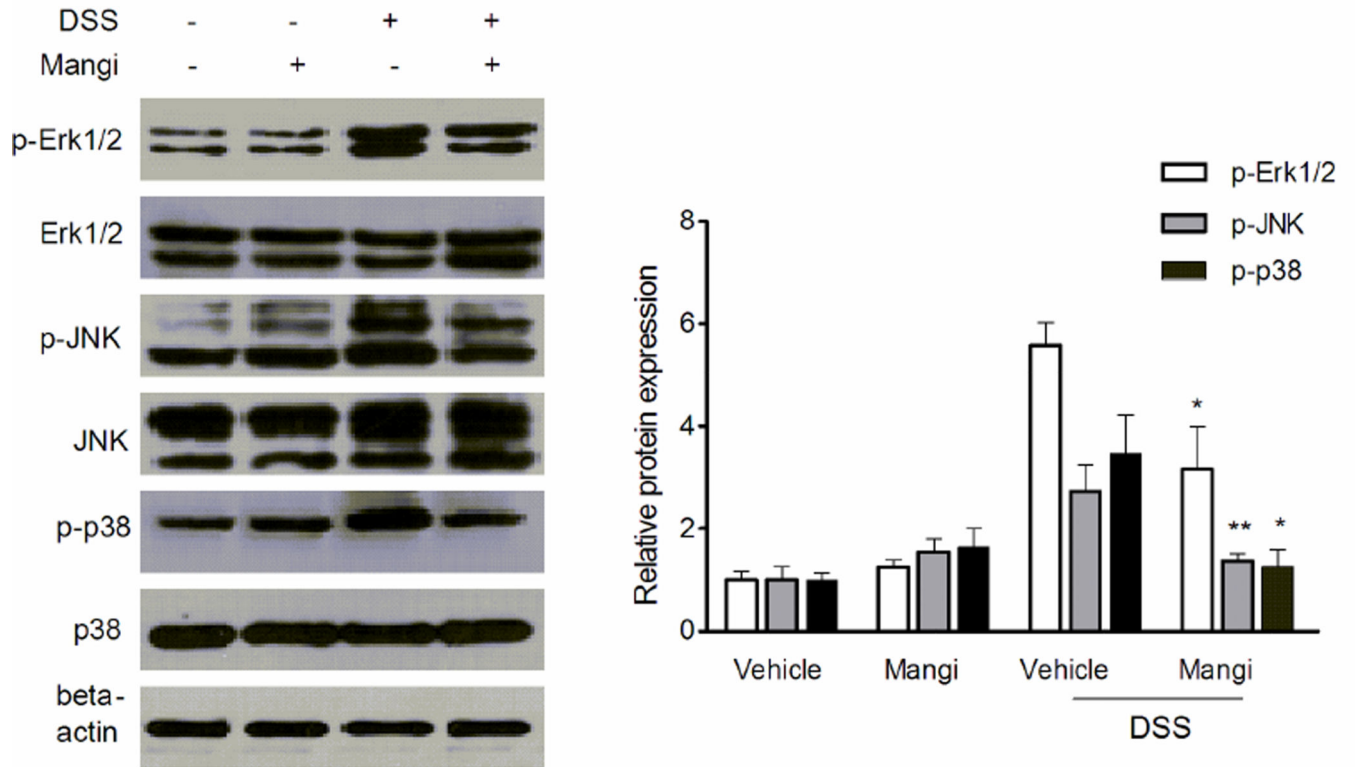 DSS - - + +
Mangi - + - +
p-Erk1/2
Erk1/2
p-JNK
JNK
p-p38
p38
beta-
actin
p-Erk1/2
p-JNK
p-p38
Relative protein expression
8
6
4
2
0
*
** *
Vehicle Mangi Vehicle Mangi
DSS